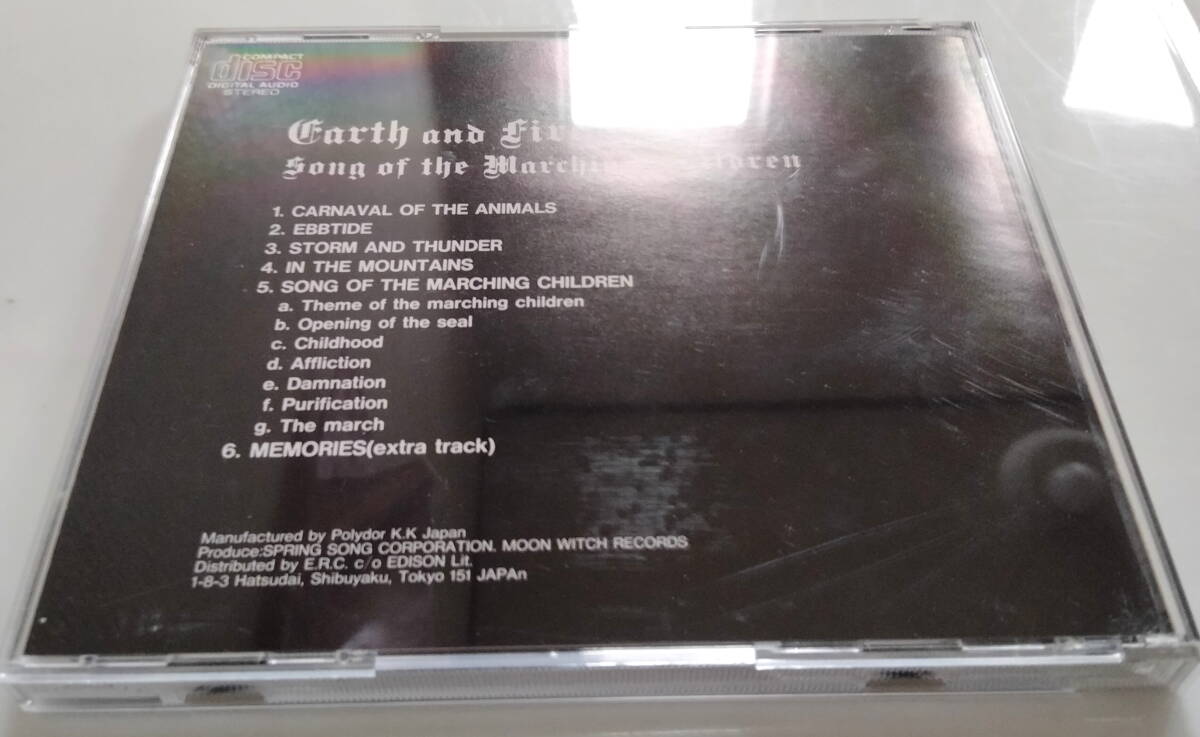 COMPACT
disc
DIGITAL AUDIO
STEREO
Earth and Fir
Song of the Marching Children
1. CARNAVAL OF THE ANIMALS
2. EBBTIDE
3. STORM AND THUNDER
4. IN THE MOUNTAINS
5. SONG OF THE MARCHING CHILDREN
a. Theme of the marching children
b. Opening of the seal
c. Childhood
d. Affliction
e. Damnation
f. Purification
g. The march
6. MEMORIES(extra track)
Manufactured by Polydor K.K Japan
Produce:SPRING SONG CORPORATION. MOON WITCH RECORDS
Distributed by E.R.C. c/o EDISON Lit.
1-8-3 Hatsudai, Shibuyaku, Tokyo 151 JAPAn